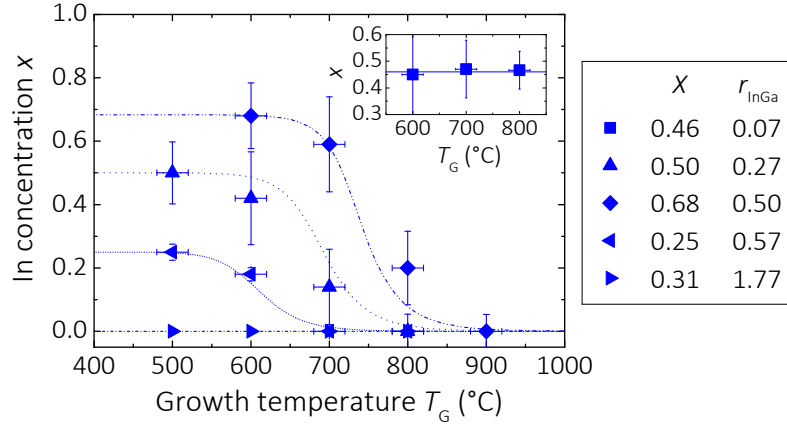 1.0
0.8
0.6
0.4
0.2
0.0
In concentration x
400 500 600 700 800 900 1000
Growth temperature T_G (°C)
0.6
0.5
0.4
0.3
x
600 700 800
T_G (°C)
X r_InGa
0.46 0.07
0.50 0.27
0.68 0.50
0.25 0.57
0.31 1.77